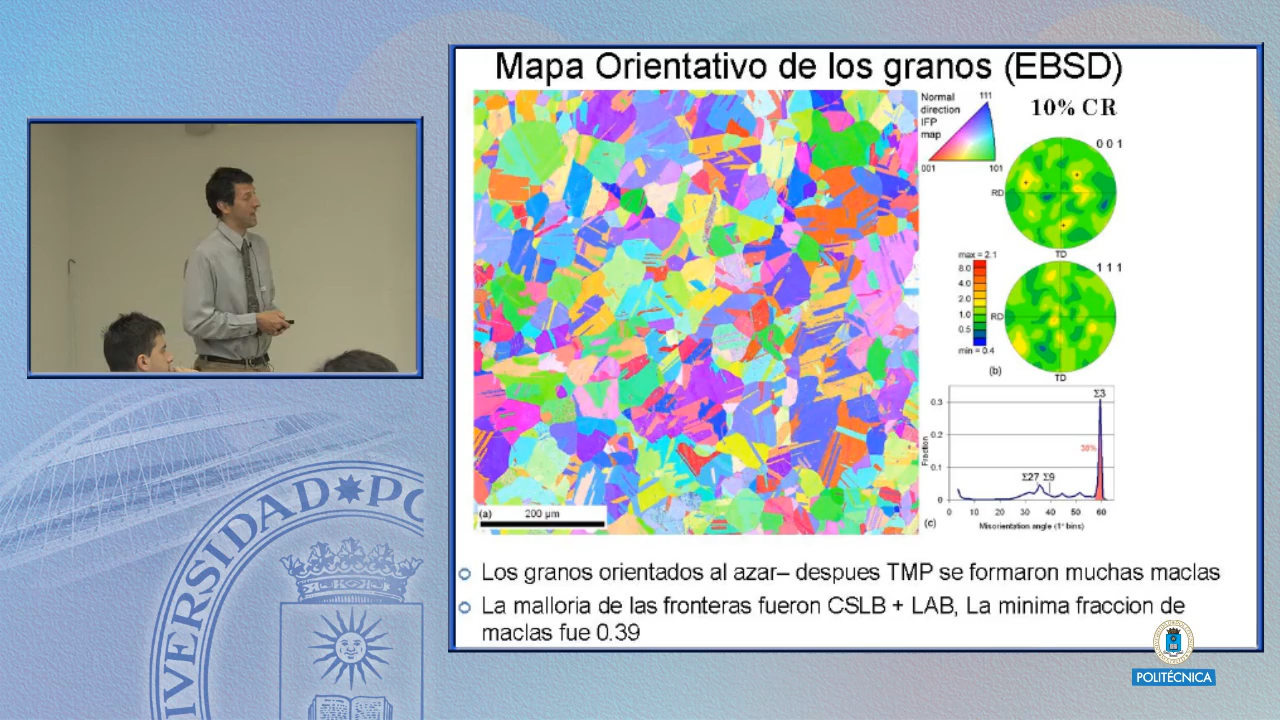 Mapa Orientativo de los granos (EBSD)
Normal
direction
IFP
map
111
001
101
10% CR
0 0 1
RD
TD
max = 2.1
8.0
4.0
2.0
1.0
0.5
min = 0.4
1 1 1
RD
TD
(b)
(a)
200 µm
Fraction
0.3
0.2
0.1
0
Σ3
30%
Σ27 Σ9
0 10 20 30 40 50 60
Misorientation angle (1° bins)
(c)
Los granos orientados al azar– despues TMP se formaron muchas maclas
La malloria de las fronteras fueron CSLB + LAB, La minima fraccion de
maclas fue 0.39
VERSIDAD PO
POLITÉCNICA